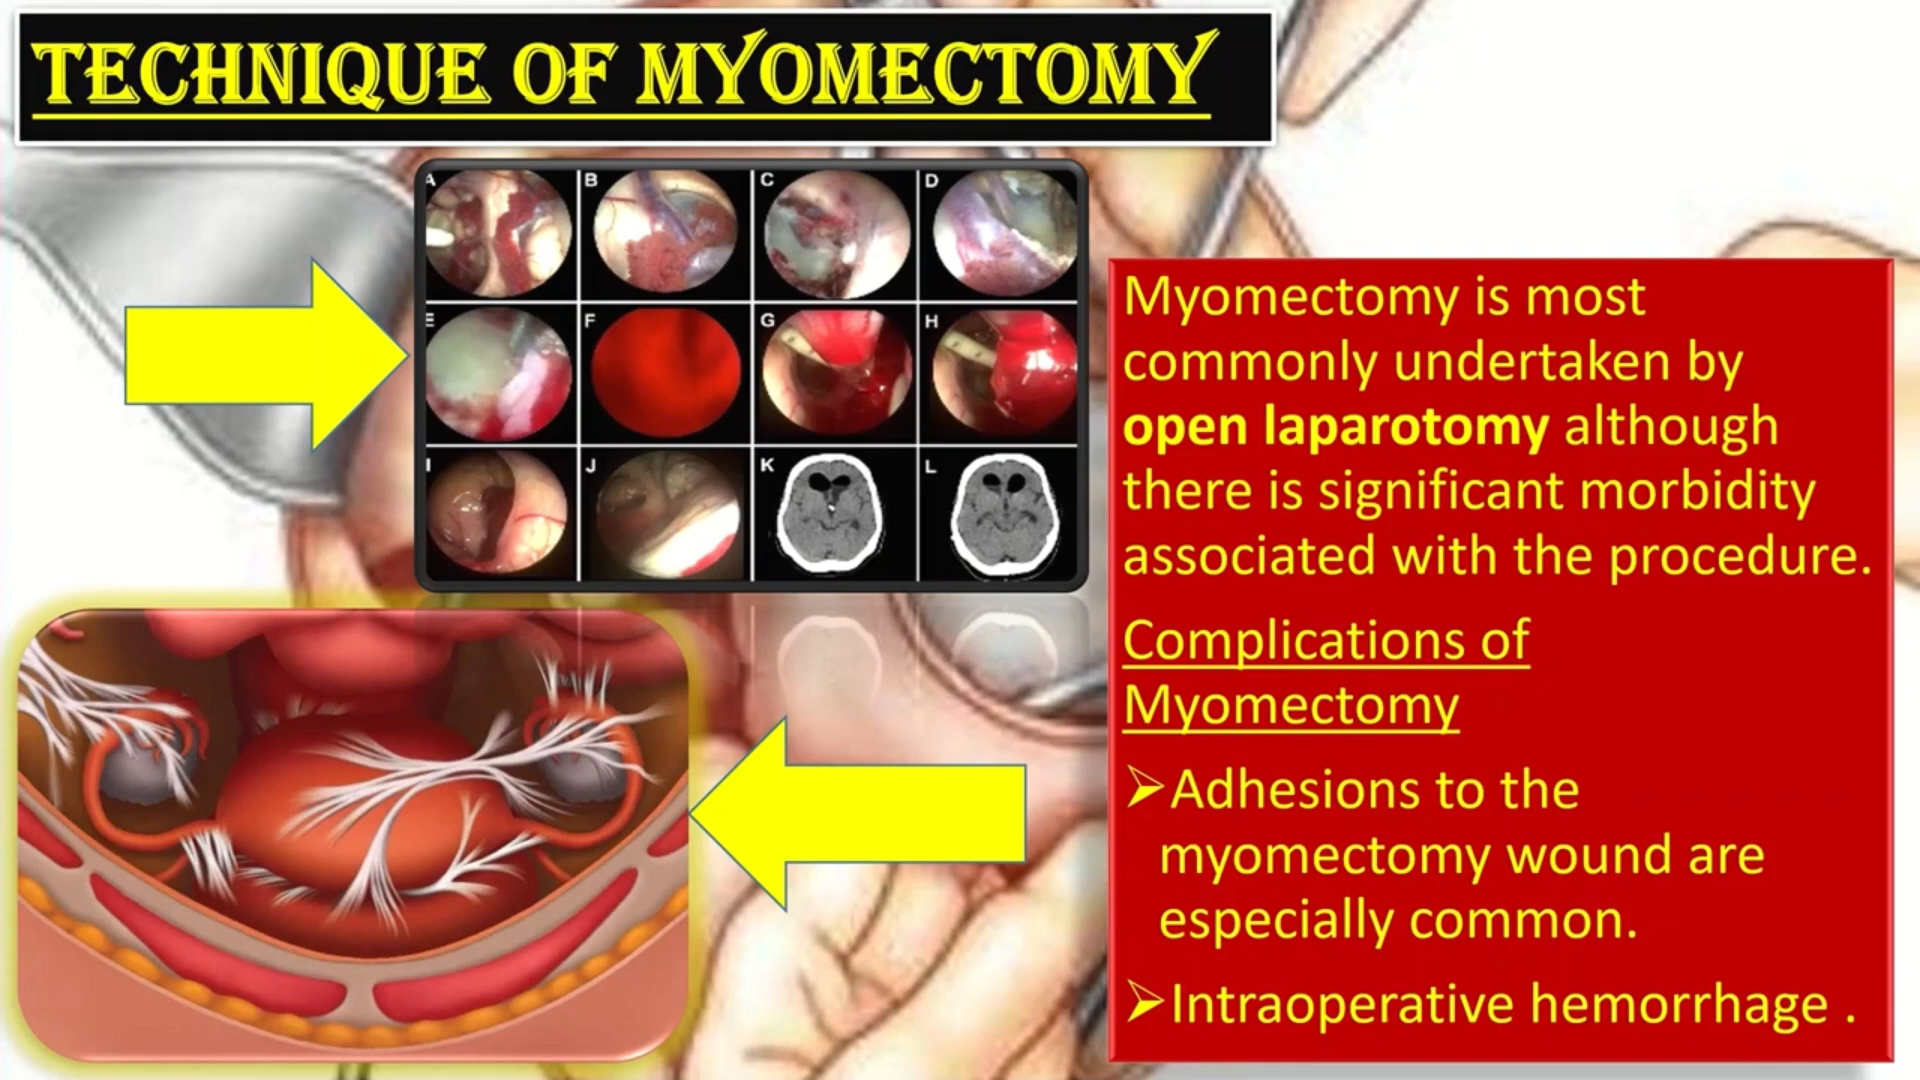 TECHNIQUE OF MYOMECTOMY
A
B
C
D
E
F
G
H
I
J
K
L
Myomectomy is most
commonly undertaken by
open laparotomy although
there is significant morbidity
associated with the procedure.
Complications of
Myomectomy
➢Adhesions to the
myomectomy wound are
especially common.
➢Intraoperative hemorrhage .